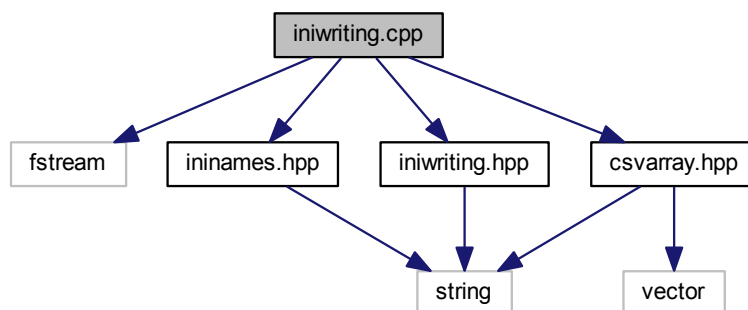 iniwriting.cpp
fstream
ininames.hpp
iniwriting.hpp
csvarray.hpp
string
vector